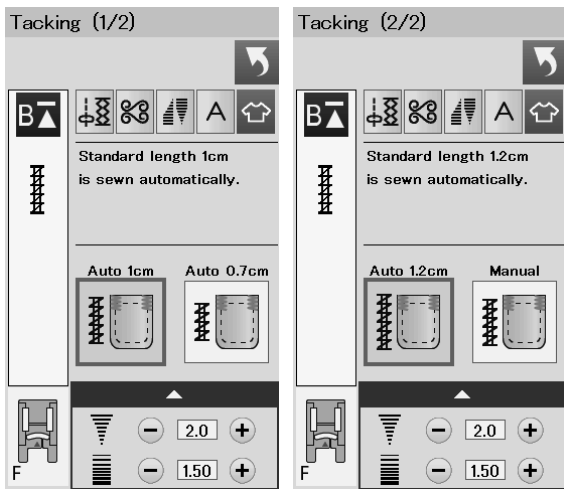 Tacking (1/2)
B
A
Standard length 1cm
is sewn automatically.
Auto 1cm Auto 0.7cm
2.0
1.50
F
Tacking (2/2)
B
A
Standard length 1.2cm
is sewn automatically.
Auto 1.2cm Manual
2.0
1.50
F